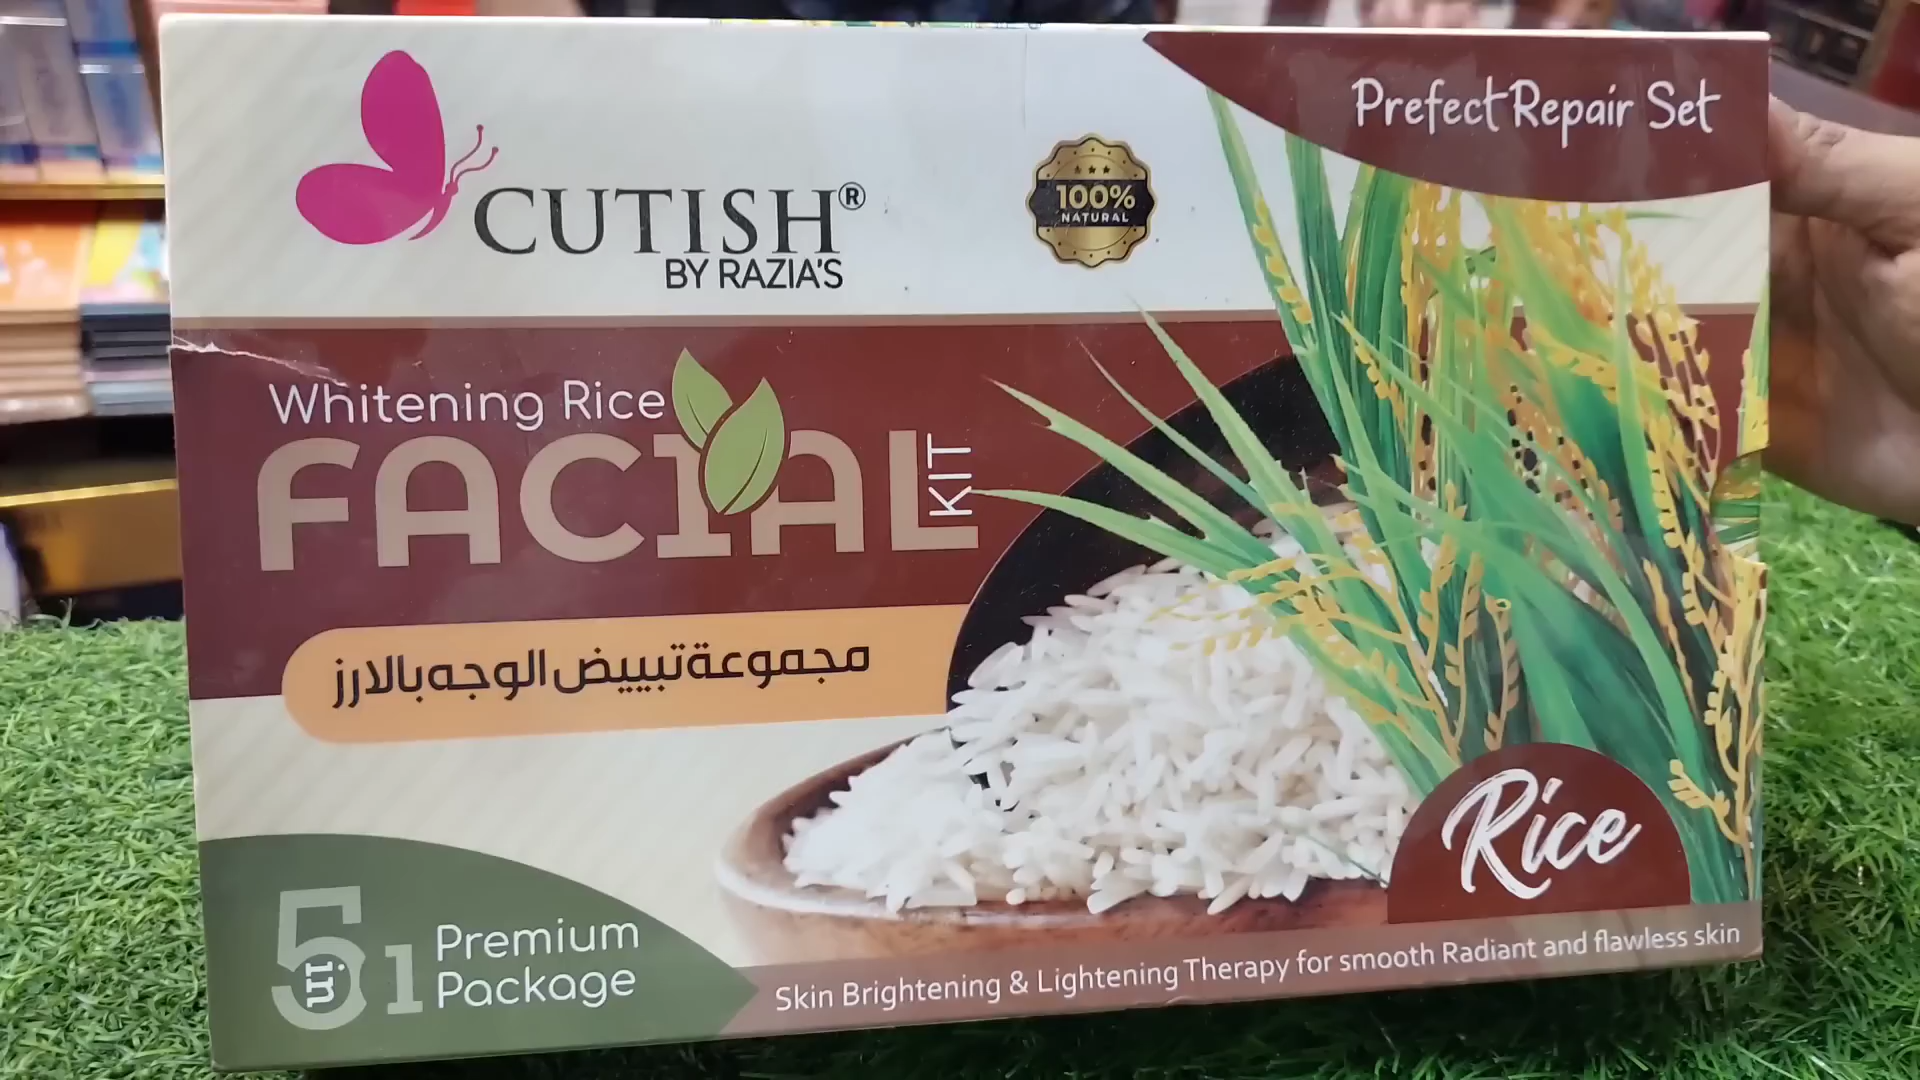 CUTISH®
BY RAZIA'S
100%
NATURAL
Prefect Repair Set
Whitening Rice
FACIAL
KIT
مجموعة تبييض الوجه بالارز
Rice
5 in 1
Premium
Package
Skin Brightening & Lightening Therapy for smooth Radiant and flawless skin